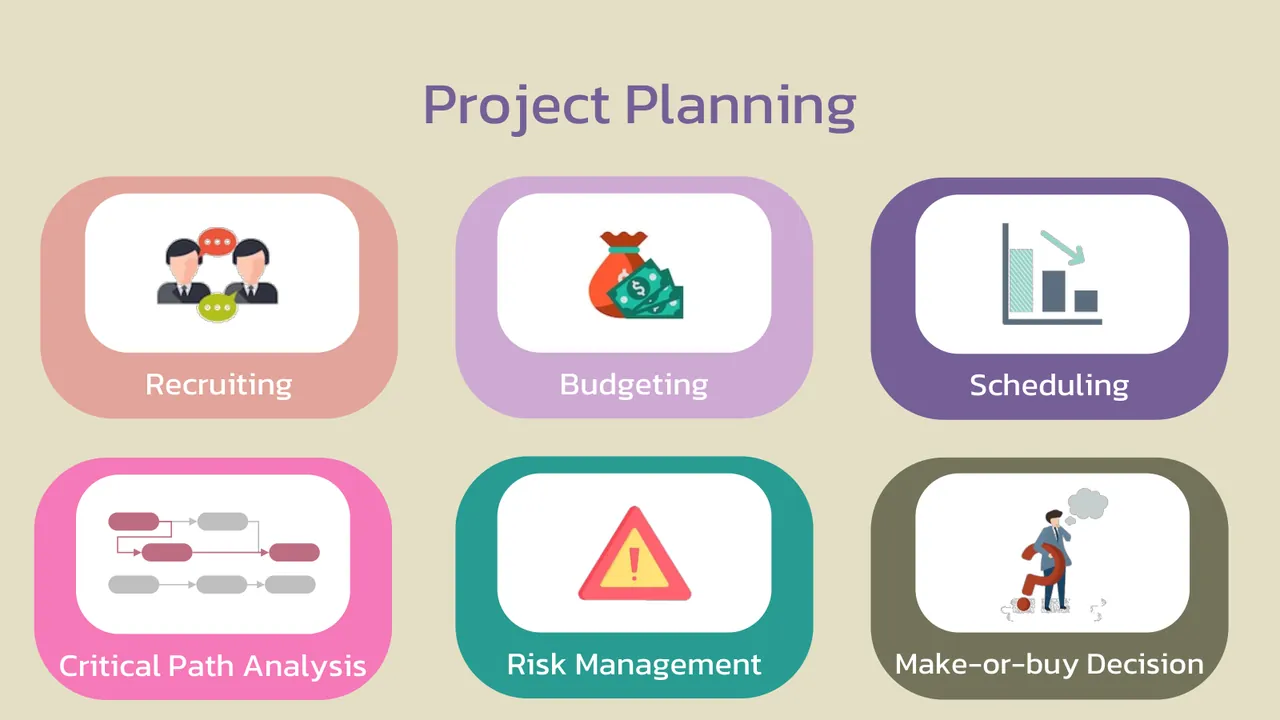 Project Planning
Recruiting
Budgeting
Scheduling
Critical Path Analysis
Risk Management
Make-or-buy Decision